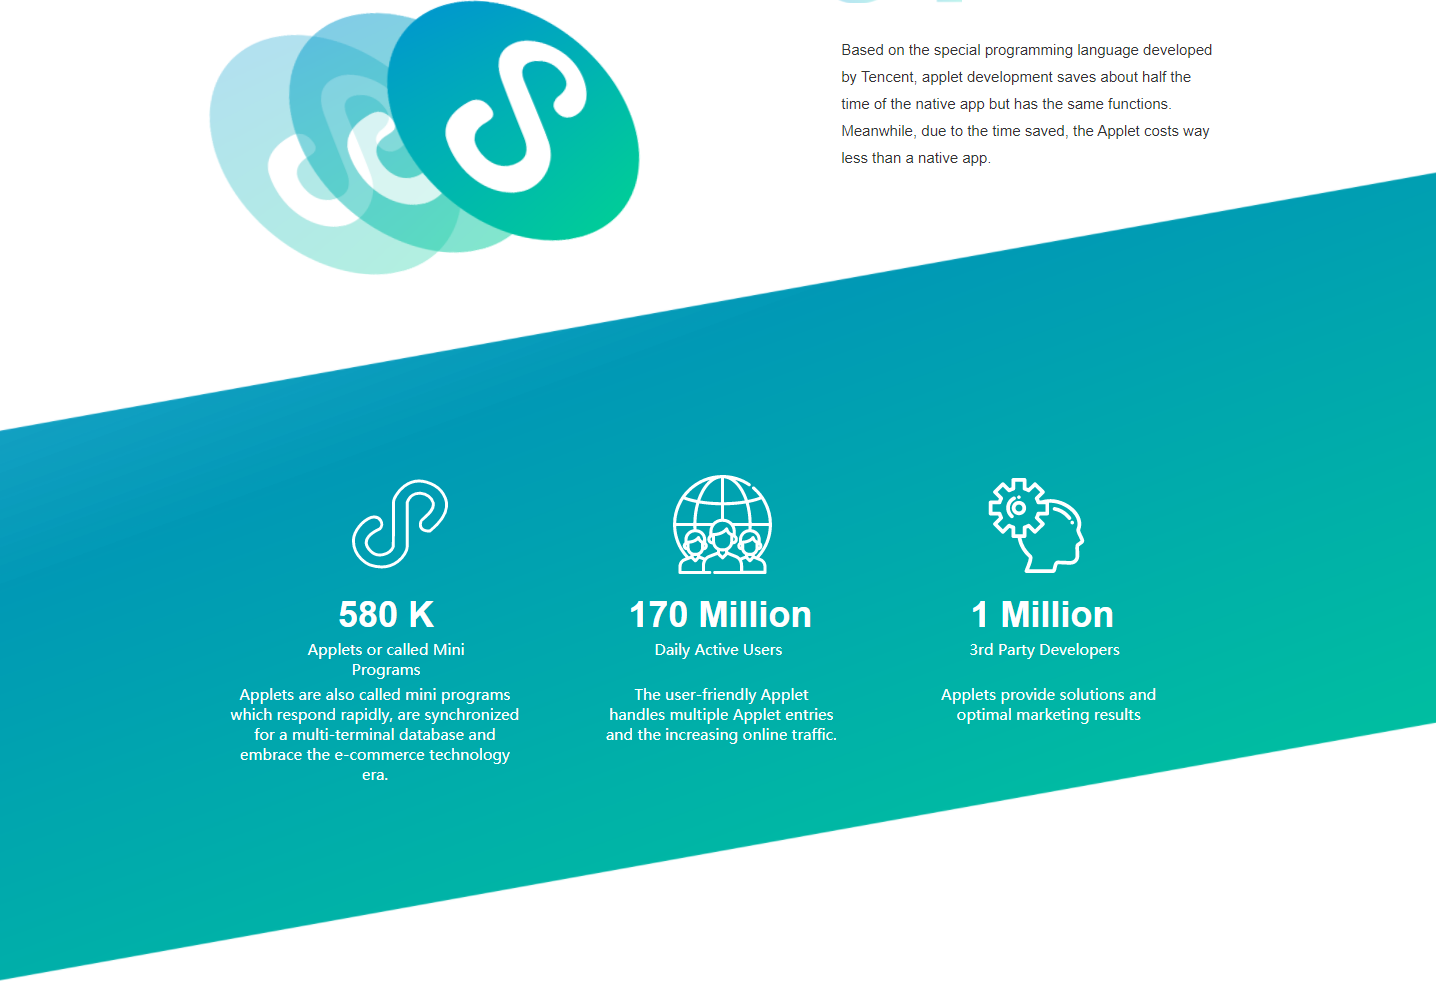 Based on the special programming language developed
by Tencent, applet development saves about half the
time of the native app but has the same functions.
Meanwhile, due to the time saved, the Applet costs way
less than a native app.
580 K
Applets or called Mini
Programs
Applets are also called mini programs
which respond rapidly, are synchronized
for a multi-terminal database and
embrace the e-commerce technology
era.
170 Million
Daily Active Users
The user-friendly Applet
handles multiple Applet entries
and the increasing online traffic.
1 Million
3rd Party Developers
Applets provide solutions and
optimal marketing results